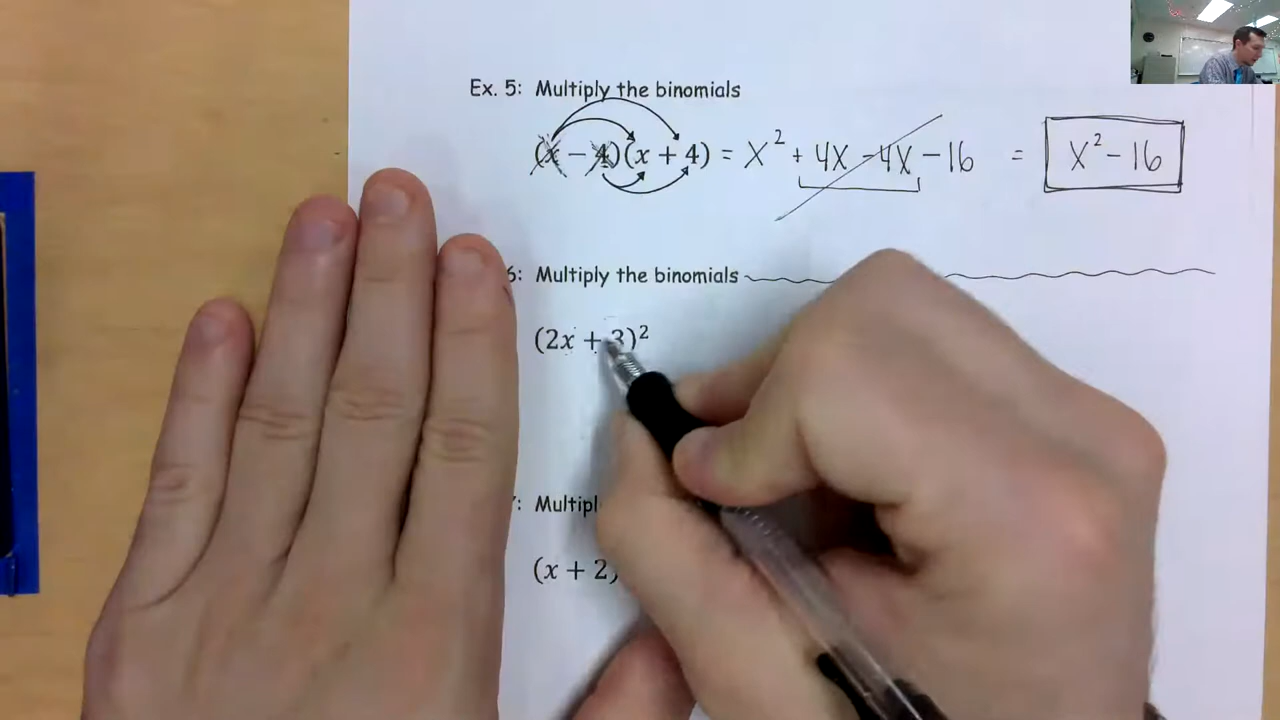 Ex. 5: Multiply the binomials
(x − 4)(x + 4) = x² + 4x − 4x − 16 = x² − 16
6: Multiply the binomials
(2x + 3)²
: Multipl
(x + 2)